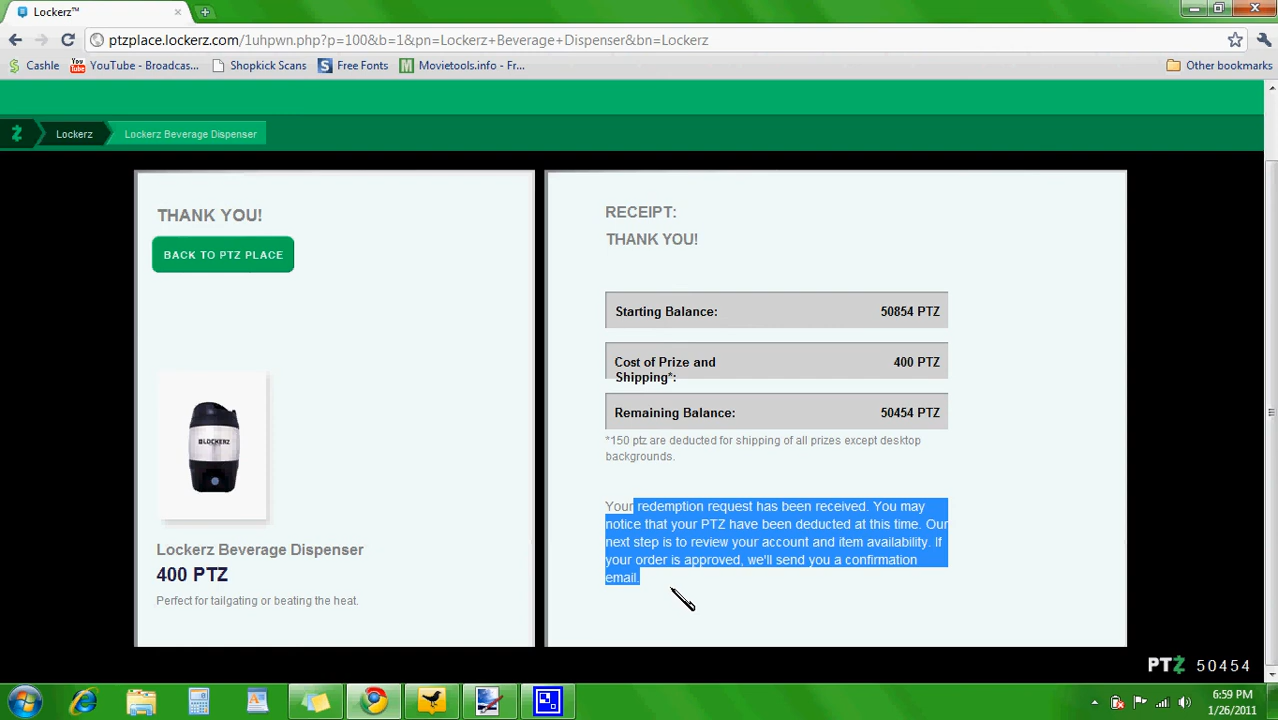 Lockerz™
ptzplace.lockerz.com/1uhpwn.php?p=100&b=1&pn=Lockerz+Beverage+Dispenser&bn=Lockerz
Cashle YouTube - Broadcas... Shopkick Scans Free Fonts Movietools.info - Fr... Other bookmarks
Lockerz Lockerz Beverage Dispenser
THANK YOU!
BACK TO PTZ PLACE
LOCKERZ
Lockerz Beverage Dispenser
400 PTZ
Perfect for tailgating or beating the heat.
RECEIPT:
THANK YOU!
Starting Balance: 50854 PTZ
Cost of Prize and 400 PTZ
Shipping*:
Remaining Balance: 50454 PTZ
*150 ptz are deducted for shipping of all prizes except desktop
backgrounds.
Your redemption request has been received. You may
notice that your PTZ have been deducted at this time. Our
next step is to review your account and item availability. If
your order is approved, we'll send you a confirmation
email.
PTZ 50454
6:59 PM
1/26/2011